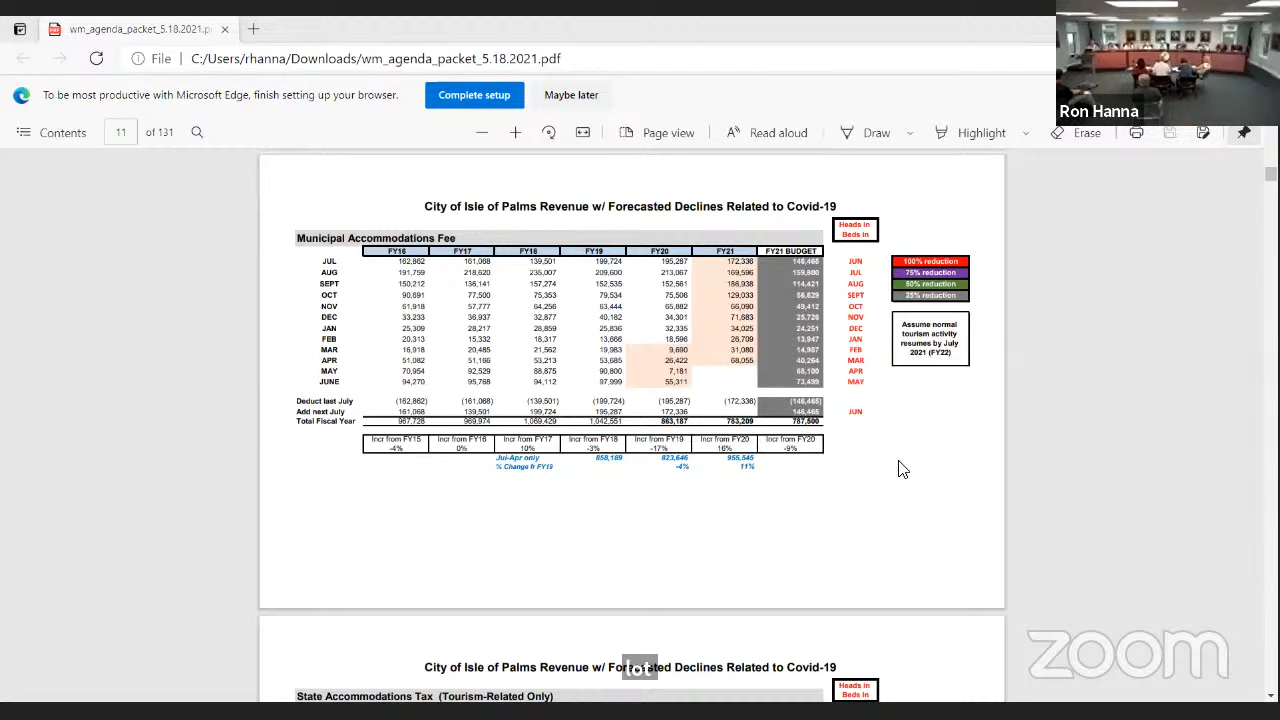 wm_agenda_packet_5.18.2021.p
File C:/Users/rhanna/Downloads/wm_agenda_packet_5.18.2021.pdf
To be most productive with Microsoft Edge, finish setting up your browser. Complete setup Maybe later
Ron Hanna
Contents 11 of 131 Page view Read aloud Draw Highlight Erase
City of Isle of Palms Revenue w/ Forecasted Declines Related to Covid-19
Heads in
Beds in
Municipal Accommodations Fee
FY16 FY17 FY18 FY19 FY20 FY21 FY21 BUDGET
JUL 162,862 161,068 139,501 199,724 195,287 172,336 146,465 JUN
AUG 191,759 218,620 235,007 209,600 213,067 169,596 159,800 JUL
SEPT 150,212 136,141 157,274 152,535 152,561 186,938 114,421 AUG
OCT 90,691 77,500 75,353 79,534 75,506 129,033 56,629 SEPT
NOV 61,918 57,777 64,256 63,444 65,882 66,090 49,412 OCT
DEC 33,233 36,937 32,877 40,182 34,301 71,683 25,726 NOV
JAN 25,309 28,217 28,859 25,836 32,335 34,025 24,251 DEC
FEB 20,313 15,332 18,317 13,666 18,596 26,709 13,947 JAN
MAR 16,918 20,485 21,562 19,983 9,690 31,080 14,987 FEB
APR 51,082 51,166 53,213 53,685 26,422 68,055 40,264 MAR
MAY 70,954 92,529 88,875 90,800 7,181 68,100 APR
JUNE 94,270 95,768 94,112 97,999 55,311 73,499 MAY
100% reduction
75% reduction
50% reduction
25% reduction
Assume normal
tourism activity
resumes by July
2021 (FY22)
Deduct last July (162,862) (161,068) (139,501) (199,724) (195,287) (172,336) (146,465)
Add next July 161,068 139,501 199,724 195,287 172,336 146,465 JUN
Total Fiscal Year 967,728 969,974 1,069,429 1,042,551 863,187 783,209 787,500
Incr from FY15 Incr from FY16 Incr from FY17 Incr from FY18 Incr from FY19 Incr from FY20 Incr from FY20
-4% 0% 10% -3% -17% 16% -9%
Jul-Apr only 858,189 823,646 955,545
% Change fr FY19 -4% 11%
City of Isle of Palms Revenue w/ Forecasted Declines Related to Covid-19
lot
Heads in
Beds in
State Accommodations Tax (Tourism-Related Only)
zoom